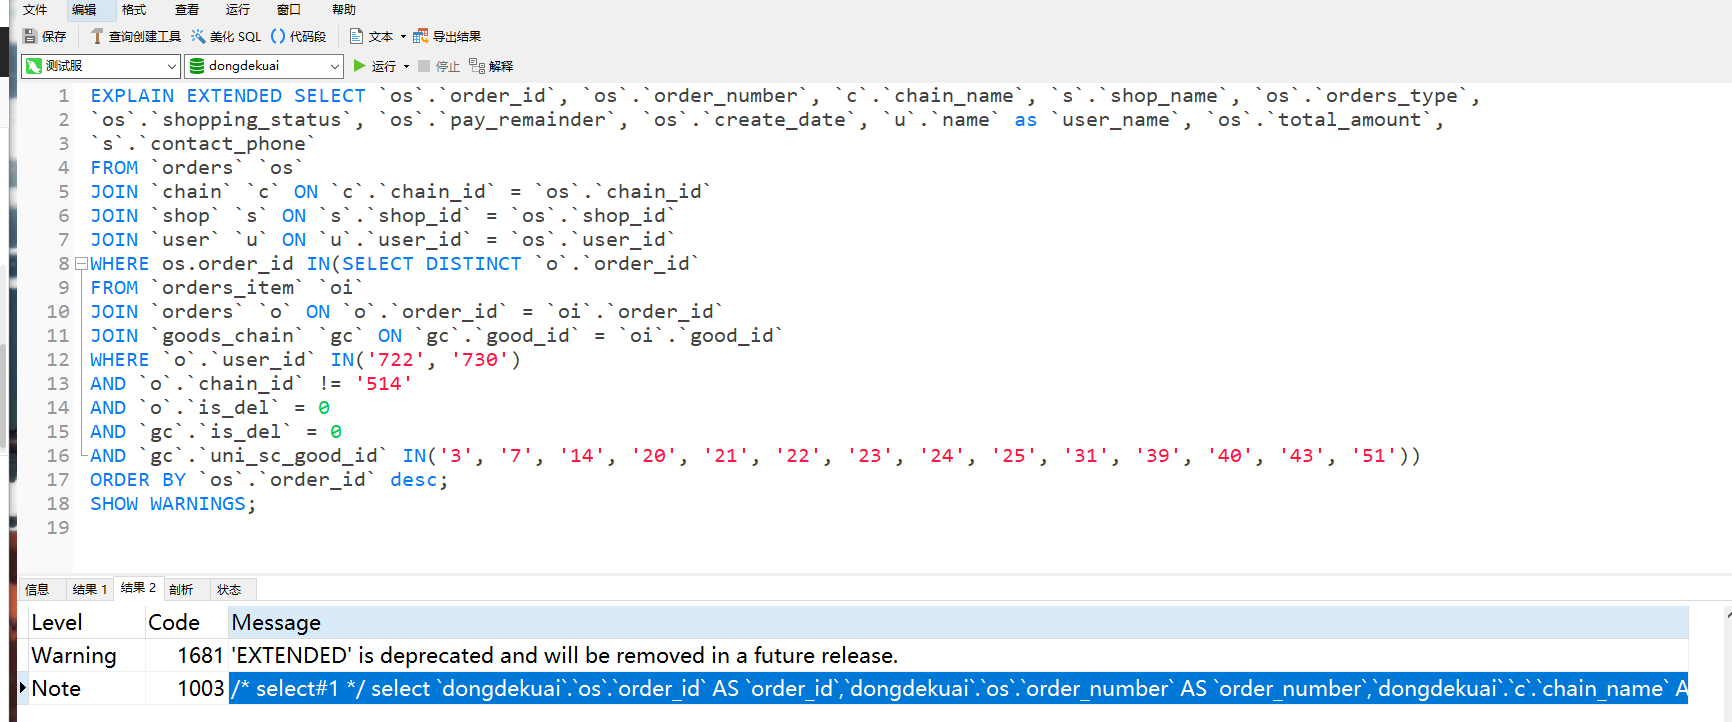 文件 编辑 格式 查看 运行 窗口 帮助
保存 查询创建工具 美化 SQL () 代码段 文本 导出结果
测试服 dongdekuai 运行 停止 解释
1 EXPLAIN EXTENDED SELECT `os`.`order_id`, `os`.`order_number`, `c`.`chain_name`, `s`.`shop_name`, `os`.`orders_type`,
2 `os`.`shopping_status`, `os`.`pay_remainder`, `os`.`create_date`, `u`.`name` as `user_name`, `os`.`total_amount`,
3 `s`.`contact_phone`
4 FROM `orders` `os`
5 JOIN `chain` `c` ON `c`.`chain_id` = `os`.`chain_id`
6 JOIN `shop` `s` ON `s`.`shop_id` = `os`.`shop_id`
7 JOIN `user` `u` ON `u`.`user_id` = `os`.`user_id`
8 WHERE os.order_id IN(SELECT DISTINCT `o`.`order_id`
9 FROM `orders_item` `oi`
10 JOIN `orders` `o` ON `o`.`order_id` = `oi`.`order_id`
11 JOIN `goods_chain` `gc` ON `gc`.`good_id` = `oi`.`good_id`
12 WHERE `o`.`user_id` IN('722', '730')
13 AND `o`.`chain_id` != '514'
14 AND `o`.`is_del` = 0
15 AND `gc`.`is_del` = 0
16 AND `gc`.`uni_sc_good_id` IN('3', '7', '14', '20', '21', '22', '23', '24', '25', '31', '39', '40', '43', '51'))
17 ORDER BY `os`.`order_id` desc;
18 SHOW WARNINGS;
19
信息 结果 1 结果 2 剖析 状态
Level Code Message
Warning 1681 'EXTENDED' is deprecated and will be removed in a future release.
Note 1003 /* select#1 */ select `dongdekuai`.`os`.`order_id` AS `order_id`,`dongdekuai`.`os`.`order_number` AS `order_number`,`dongdekuai`.`c`.`chain_name` A